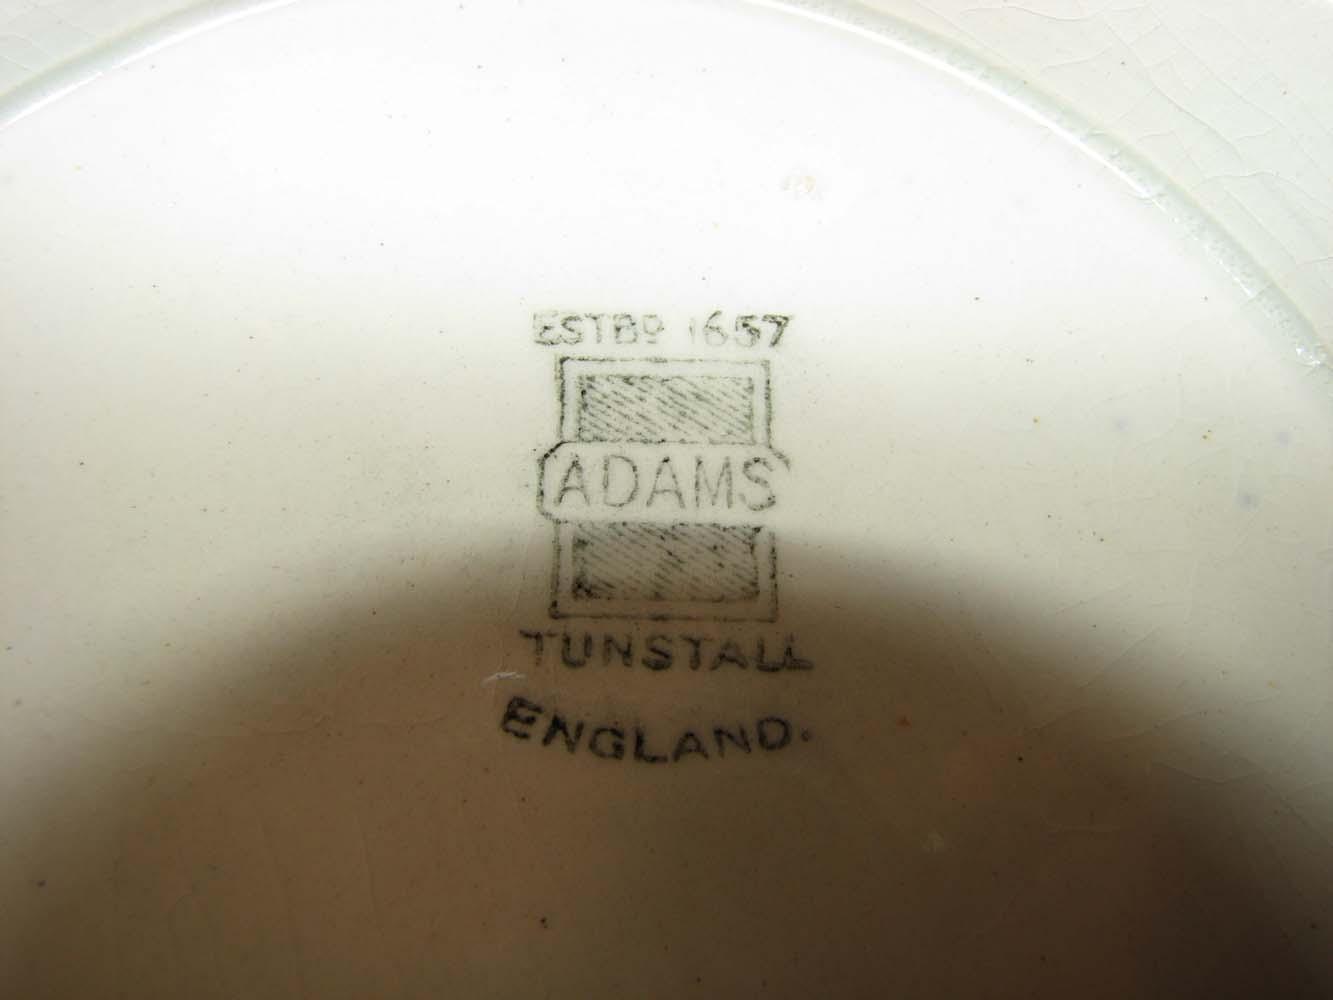 ESTBD 1657
ADAMS
TUNSTALL
ENGLAND.